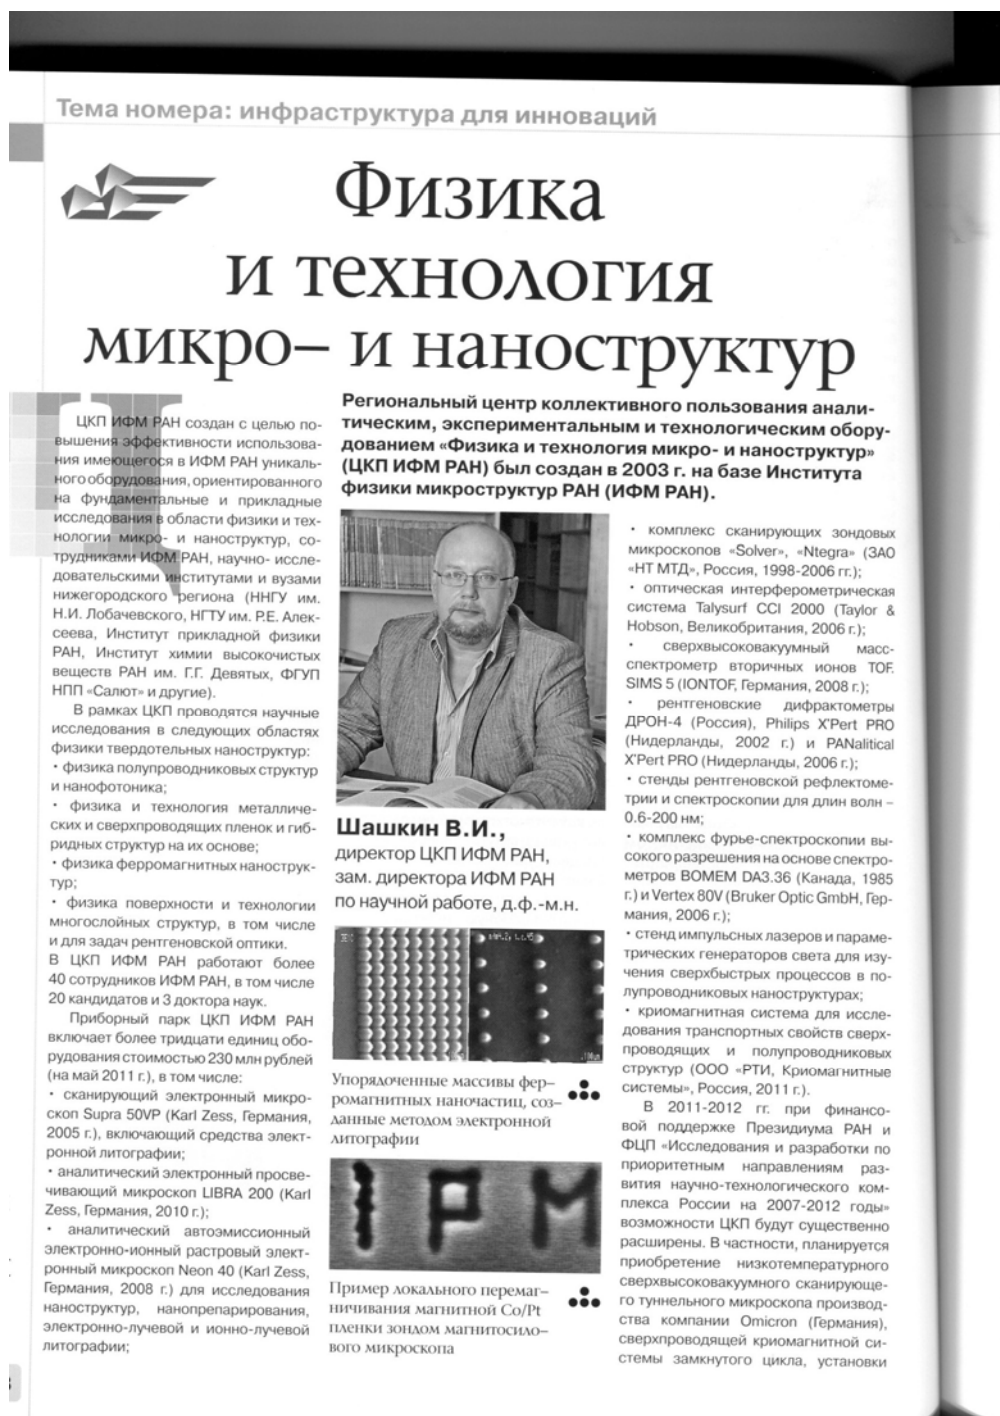 Тема номера: инфраструктура для инноваций
Физика
и технология
микро– и наноструктур
Региональный центр коллективного пользования анали-
тическим, экспериментальным и технологическим обору-
дованием «Физика и технология микро- и наноструктур»
(ЦКП ИФМ РАН) был создан в 2003 г. на базе Института
физики микроструктур РАН (ИФМ РАН).
Ц
ЦКП ИФМ РАН создан с целью по-
вышения эффективности использова-
ния имеющегося в ИФМ РАН уникаль-
ного оборудования, ориентированного
на фундаментальные и прикладные
исследования в области физики и тех-
нологии микро- и наноструктур, со-
трудниками ИФМ РАН, научно- иссле-
довательскими институтами и вузами
нижегородского региона (ННГУ им.
Н.И. Лобачевского, НГТУ им. Р.Е. Алек-
сеева, Институт прикладной физики
РАН, Институт химии высокочистых
веществ РАН им. Г.Г. Девятых, ФГУП
НПП «Салют» и другие).
В рамках ЦКП проводятся научные
исследования в следующих областях
физики твердотельных наноструктур:
• физика полупроводниковых структур
и нанофотоника;
• физика и технология металличе-
ских и сверхпроводящих пленок и гиб-
ридных структур на их основе;
• физика ферромагнитных нанострук-
тур;
• физика поверхности и технологии
многослойных структур, в том числе
и для задач рентгеновской оптики.
В ЦКП ИФМ РАН работают более
40 сотрудников ИФМ РАН, в том числе
20 кандидатов и 3 доктора наук.
Приборный парк ЦКП ИФМ РАН
включает более тридцати единиц обо-
рудования стоимостью 230 млн рублей
(на май 2011 г.), в том числе:
• сканирующий электронный микро-
скоп Supra 50VP (Karl Zess, Германия,
2005 г.), включающий средства элект-
ронной литографии;
• аналитический электронный просве-
чивающий микроскоп LIBRA 200 (Karl
Zess, Германия, 2010 г.);
• аналитический автоэмиссионный
электронно-ионный растровый элект-
ронный микроскоп Neon 40 (Karl Zess,
Германия, 2008 г.) для исследования
наноструктур, нанопрепарирования,
электронно-лучевой и ионно-лучевой
литографии;
Шашкин В.И.,
директор ЦКП ИФМ РАН,
зам. директора ИФМ РАН
по научной работе, д.ф.-м.н.
Упорядоченные массивы фер-
ромагнитных наночастиц, соз-
данные методом электронной
литографии
IPM
Пример локального перемаг-
ничивания магнитной Co/Pt
пленки зондом магнитосило-
вого микроскопа
• комплекс сканирующих зондовых
микроскопов «Solver», «Ntegra» (ЗАО
«НТ МТД», Россия, 1998-2006 гг.);
• оптическая интерферометрическая
система Talysurf CCI 2000 (Taylor &
Hobson, Великобритания, 2006 г.);
• сверхвысоковакуумный масс-
спектрометр вторичных ионов TOF.
SIMS 5 (IONTOF, Германия, 2008 г.);
• рентгеновские дифрактометры
ДРОН-4 (Россия), Philips X'Pert PRO
(Нидерланды, 2002 г.) и PANalitical
X'Pert PRO (Нидерланды, 2006 г.);
• стенды рентгеновской рефлектоме-
трии и спектроскопии для длин волн –
0.6-200 нм;
• комплекс фурье-спектроскопии вы-
сокого разрешения на основе спектро-
метров BOMEM DA3.36 (Канада, 1985
г.) и Vertex 80V (Bruker Optic GmbH, Гер-
мания, 2006 г.);
• стенд импульсных лазеров и параме-
трических генераторов света для изу-
чения сверхбыстрых процессов в по-
лупроводниковых наноструктурах;
• криомагнитная система для иссле-
дования транспортных свойств сверх-
проводящих и полупроводниковых
структур (ООО «РТИ, Криомагнитные
системы», Россия, 2011 г.).
В 2011-2012 гг. при финансо-
вой поддержке Президиума РАН и
ФЦП «Исследования и разработки по
приоритетным направлениям раз-
вития научно-технологического ком-
плекса России на 2007-2012 годы»
возможности ЦКП будут существенно
расширены. В частности, планируется
приобретение низкотемпературного
сверхвысоковакуумного сканирующе-
го туннельного микроскопа производ-
ства компании Omicron (Германия),
сверхпроводящей криомагнитной си-
стемы замкнутого цикла, установки